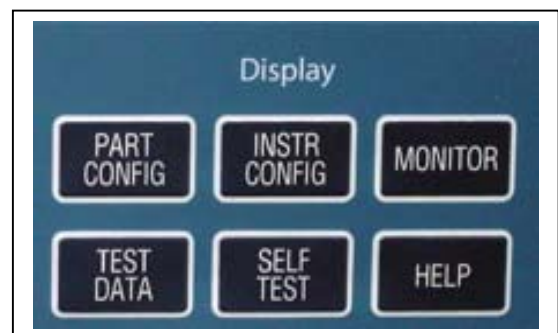 Display
PART
CONFIG
INSTR
CONFIG
MONITOR
TEST
DATA
SELF
TEST
HELP